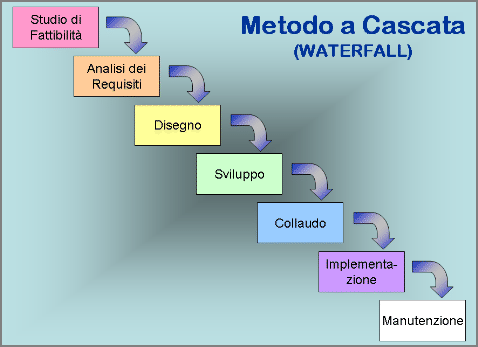 Metodo a Cascata
(WATERFALL)
Studio di
Fattibilità
Analisi dei
Requisiti
Disegno
Sviluppo
Collaudo
Implementa-
zione
Manutenzione